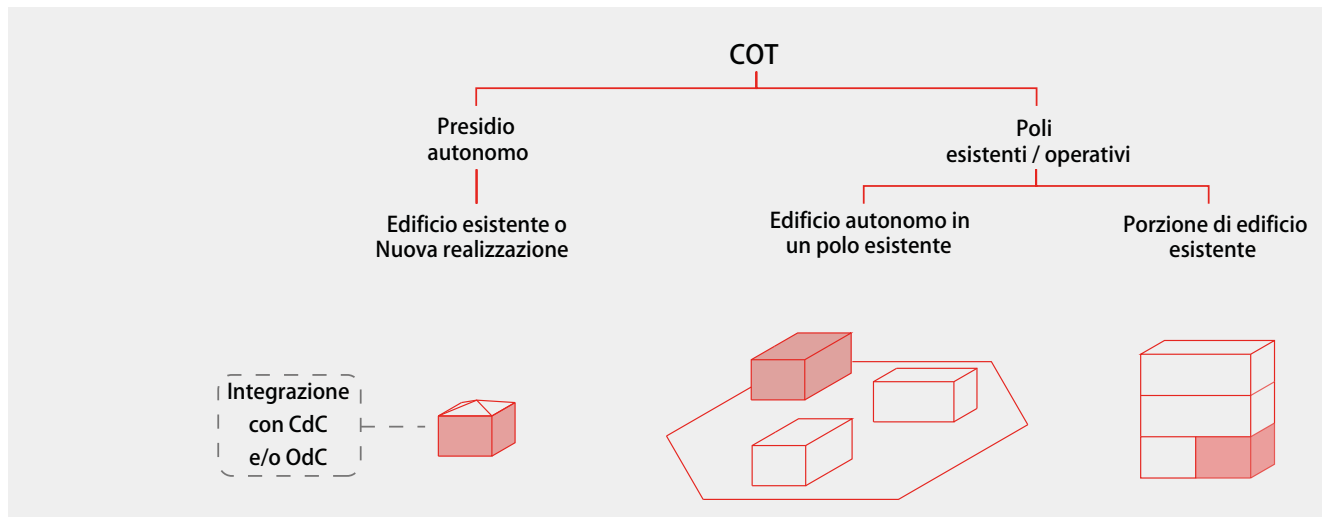 COT
Presidio
autonomo
Poli
esistenti / operativi
Edificio esistente o
Nuova realizzazione
Edificio autonomo in
un polo esistente
Porzione di edificio
esistente
Integrazione
con CdC
e/o OdC